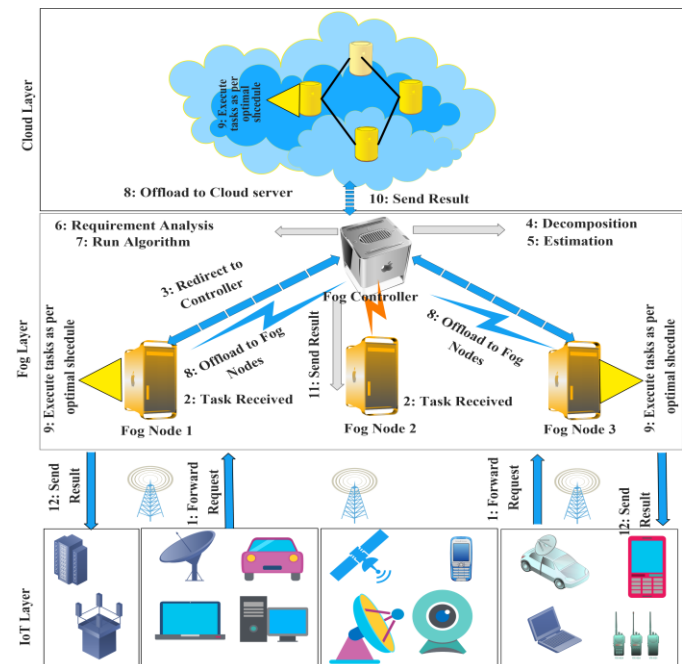 Cloud Layer
9: Execute
tasks as per
optimal
shcedule
8: Offload to Cloud server
10: Send Result
Fog Layer
6: Requirement Analysis
7: Run Algorithm
4: Decomposition
5: Estimation
3: Redirect to
Controller
Fog Controller
8: Offload to Fog
Nodes
11: Send Result
8: Offload to Fog
Nodes
9: Execute tasks as per
optimal shcedule
2: Task Received
2: Task Received
9: Execute tasks as per
optimal shcedule
Fog Node 1
Fog Node 2
Fog Node 3
12: Send
Result
1: Forward
Request
1: Forward
Request
12: Send
Result
IoT Layer